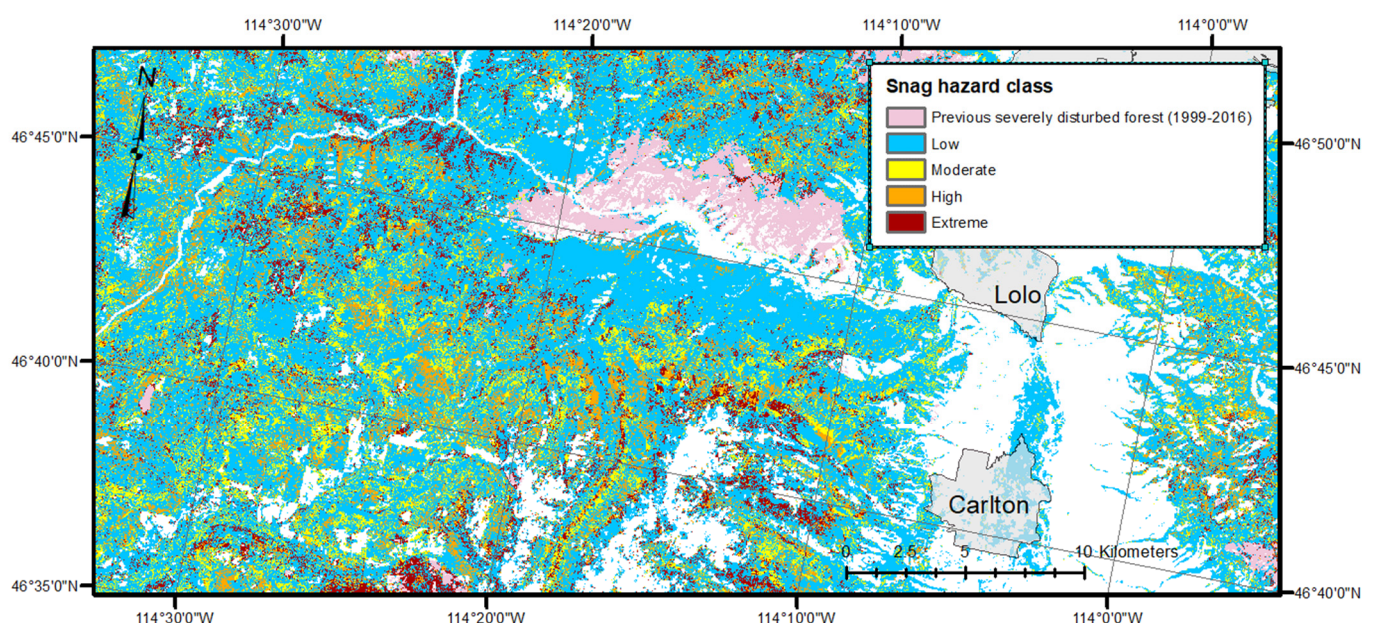 114°30'0"W 114°20'0"W 114°10'0"W 114°0'0"W
N
Snag hazard class
Previous severely disturbed forest (1999-2016)
Low
Moderate
High
Extreme
46°45'0"N
46°50'0"N
Lolo
46°40'0"N
46°45'0"N
Carlton
0 2.5 5 10 Kilometers
46°35'0"N
46°40'0"N
114°30'0"W 114°20'0"W 114°10'0"W 114°0'0"W